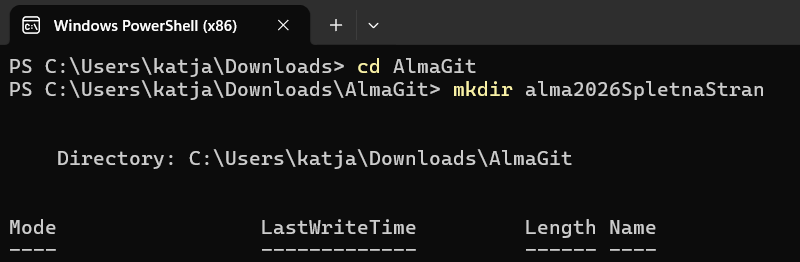 Windows PowerShell (x86)
PS C:\Users\katja\Downloads> cd AlmaGit
PS C:\Users\katja\Downloads\AlmaGit> mkdir alma2026SpletnaStran
Directory: C:\Users\katja\Downloads\AlmaGit
Mode LastWriteTime Length Name
---- ------------- ------ ----